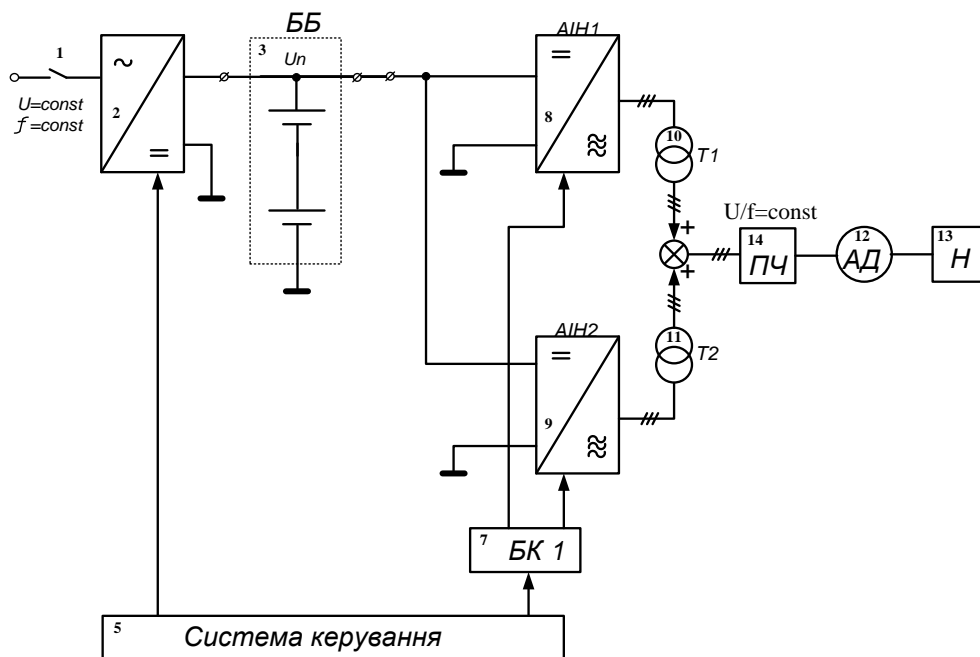 ББ
АІН1
1
3
Un
~
=
U=const
f=const
2
=
8
≈
10
T1
U/f=const
+
14
ПЧ
12
АД
13
Н
+
АІН2
11
T2
=
9
≈
7
БК 1
5
Система керування